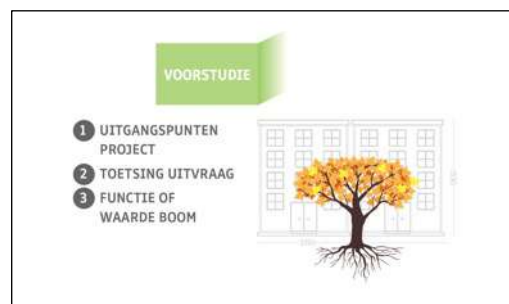 VOORSTUDIE
1 UITGANGSPUNTEN
PROJECT
2 TOETSING UITVRAAG
3 FUNCTIE OF
WAARDE BOOM